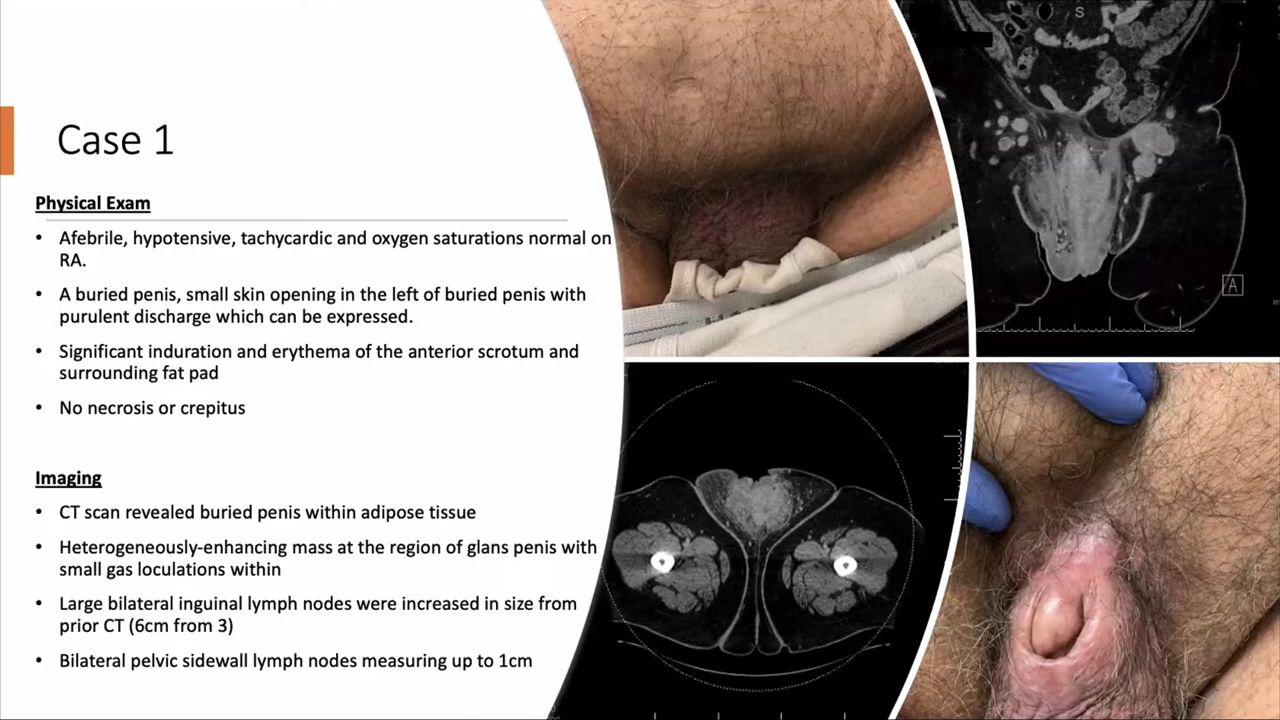 Case 1
Physical Exam
• Afebrile, hypotensive, tachycardic and oxygen saturations normal on
RA.
• A buried penis, small skin opening in the left of buried penis with
purulent discharge which can be expressed.
• Significant induration and erythema of the anterior scrotum and
surrounding fat pad
• No necrosis or crepitus
Imaging
• CT scan revealed buried penis within adipose tissue
• Heterogeneously-enhancing mass at the region of glans penis with
small gas loculations within
• Large bilateral inguinal lymph nodes were increased in size from
prior CT (6cm from 3)
• Bilateral pelvic sidewall lymph nodes measuring up to 1cm
S
A